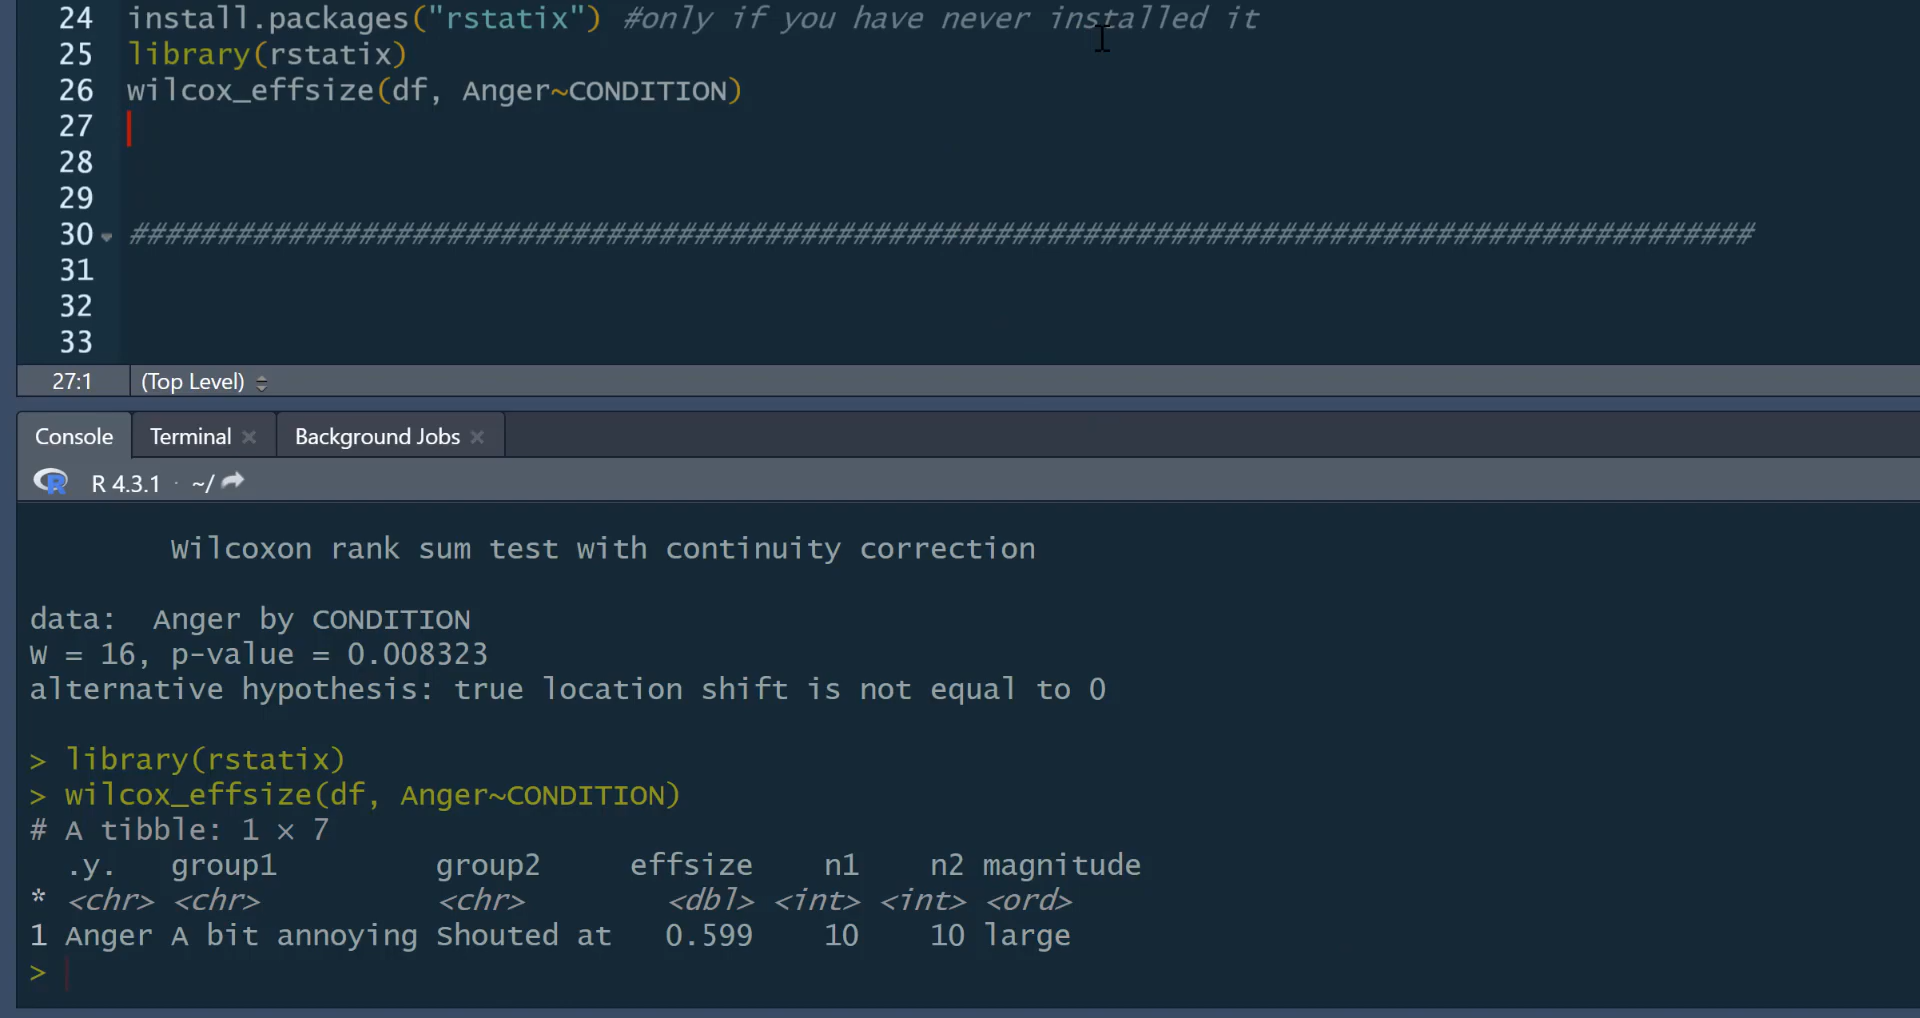 24 install.packages("rstatix") #only if you have never installed it
25 library(rstatix)
26 wilcox_effsize(df, Anger~CONDITION)
27
28
29
30 ############################################################################################
31
32
33
27:1 (Top Level)
Console Terminal Background Jobs
R R 4.3.1 · ~/
Wilcoxon rank sum test with continuity correction
data: Anger by CONDITION
W = 16, p-value = 0.008323
alternative hypothesis: true location shift is not equal to 0
> library(rstatix)
> wilcox_effsize(df, Anger~CONDITION)
# A tibble: 1 × 7
.y. group1 group2 effsize n1 n2 magnitude
* <chr> <chr> <chr> <dbl> <int> <int> <ord>
1 Anger A bit annoying Shouted at 0.599 10 10 large
>